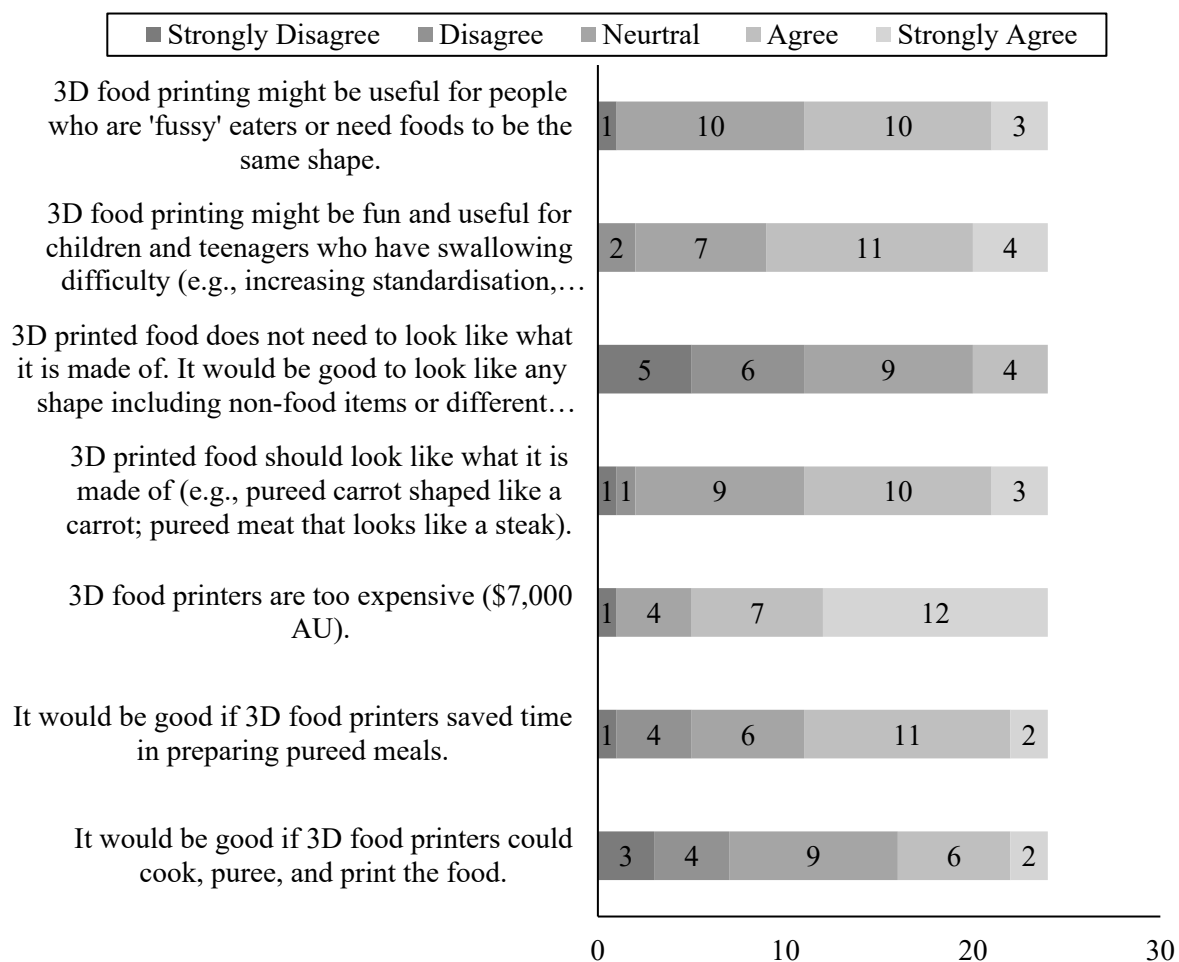 Strongly Disagree Disagree Neurtral Agree Strongly Agree
3D food printing might be useful for people
who are 'fussy' eaters or need foods to be the
same shape.
1 10 10 3
3D food printing might be fun and useful for
children and teenagers who have swallowing
difficulty (e.g., increasing standardisation,…
2 7 11 4
3D printed food does not need to look like what
it is made of. It would be good to look like any
shape including non-food items or different…
5 6 9 4
3D printed food should look like what it is
made of (e.g., pureed carrot shaped like a
carrot; pureed meat that looks like a steak).
1 1 9 10 3
3D food printers are too expensive ($7,000
AU).
1 4 7 12
It would be good if 3D food printers saved time
in preparing pureed meals.
1 4 6 11 2
It would be good if 3D food printers could
cook, puree, and print the food.
3 4 9 6 2
0 10 20 30